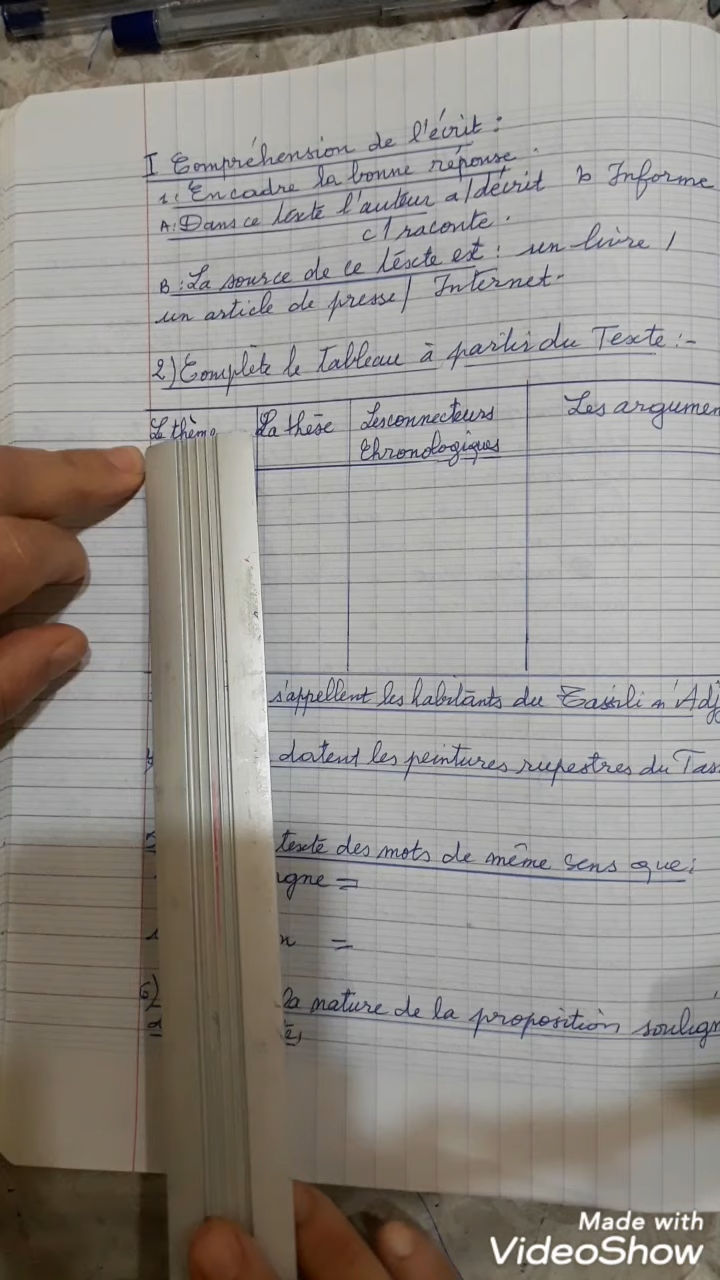 I Compréhension de l'écrit :
1: Encadre la bonne réponse.
A: Dans ce texte l'auteur a/ décrit b Informe
c/ raconte.
B: La source de ce texte est : un livre /
un article de presse / Internet.
2) Complète le tableau à partir du Texte :-
Le thème La thèse Les connecteurs Chronologiques Les argumen
s'appellent les habitants du Tassili n'Adj
datent les peintures rupestres du Tas
texte des mots de même sens que:
igne =
n =
6) la nature de la proposition soulign
Made with
VideoShow